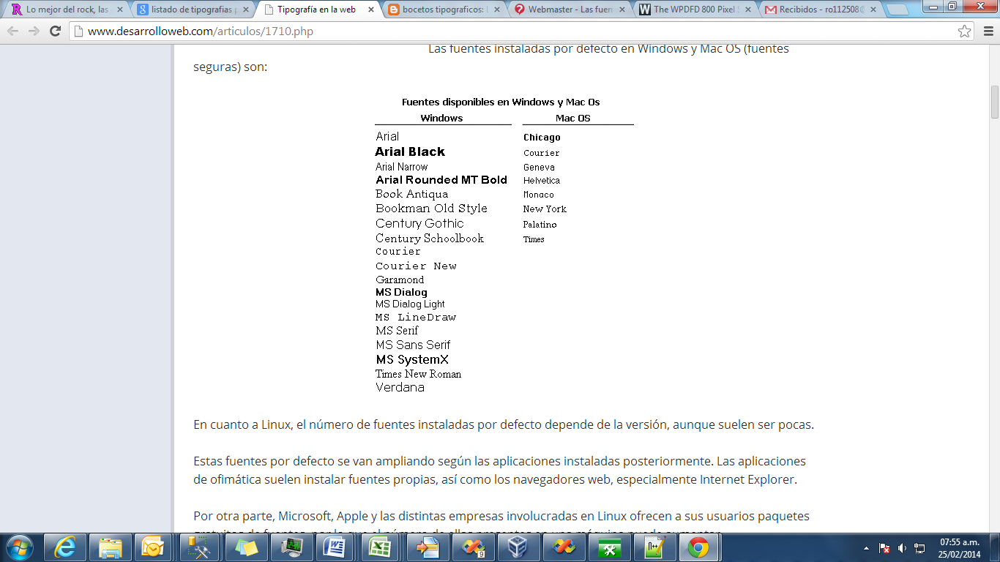 Lo mejor del rock, las
listado de tipografias
Tipografía en la web
bocetos tipograficos:
Webmaster - Las fuen
The WPDFD 800 Pixel
Recibidos - ro112508@
www.desarrolloweb.com/articulos/1710.php
Las fuentes instaladas por defecto en Windows y Mac OS (fuentes
seguras) son:
Fuentes disponibles en Windows y Mac Os
Windows
Mac OS
Arial
Chicago
Arial Black
Courier
Arial Narrow
Geneva
Arial Rounded MT Bold
Helvetica
Book Antiqua
Monaco
Bookman Old Style
New York
Century Gothic
Palatino
Century Schoolbook
Times
Courier
Courier New
Garamond
MS Dialog
MS Dialog Light
MS LineDraw
MS Serif
MS Sans Serif
MS SystemX
Times New Roman
Verdana
En cuanto a Linux, el número de fuentes instaladas por defecto depende de la versión, aunque suelen ser pocas.
Estas fuentes por defecto se van ampliando según las aplicaciones instaladas posteriormente. Las aplicaciones
de ofimática suelen instalar fuentes propias, así como los navegadores web, especialmente Internet Explorer.
Por otra parte, Microsoft, Apple y las distintas empresas involucradas en Linux ofrecen a sus usuarios paquetes
07:55 a.m.
25/02/2014